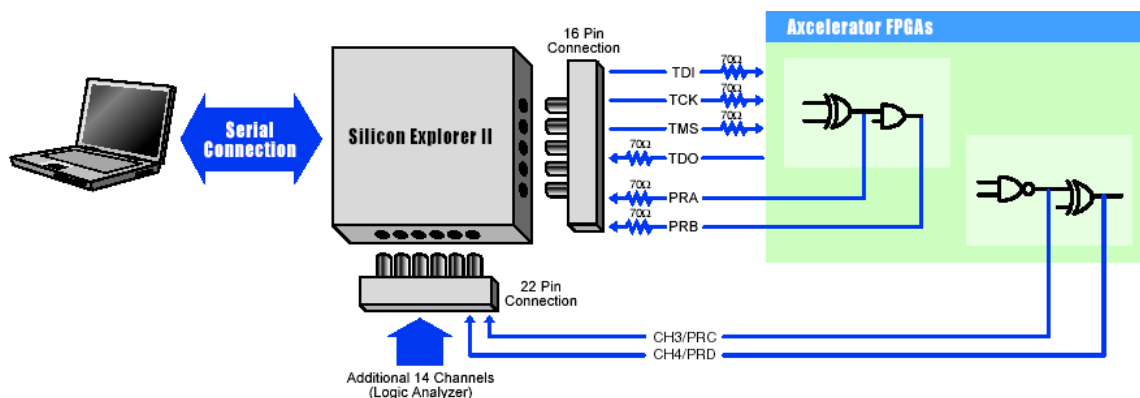 16 Pin
Connection
Axcelerator FPGAs
Serial
Connection
Silicon Explorer II
TDI
70Ω
TCK
70Ω
TMS
70Ω
70Ω
TDO
70Ω
PRA
70Ω
PRB
22 Pin
Connection
CH3/PRC
CH4/PRD
Additional 14 Channels
(Logic Analyzer)